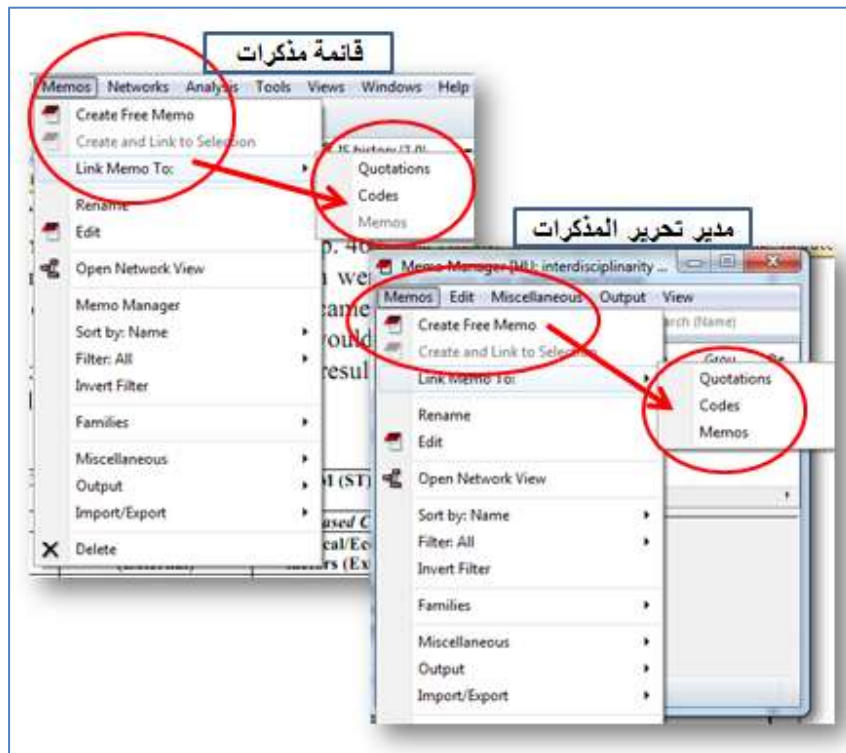 قائمة مذكرات
Memos Networks Analysis Tools Views Windows Help
Create Free Memo
Create and Link to Selection
Link Memo To:
Quotations
Codes
Memos
Rename
Edit
Open Network View
Memo Manager
Sort by: Name
Filter: All
Invert Filter
Families
Miscellaneous
Output
Import/Export
Delete
مدير تحرير المذكرات
Memo Manager [HU: interdisciplinarity ...
Memos Edit Miscellaneous Output View
Create Free Memo
Create and Link to Selection
Link Memo To:
Quotations
Codes
Memos
Rename
Edit
Open Network View
Sort by: Name
Filter: All
Invert Filter
Families
Miscellaneous
Output
Import/Export